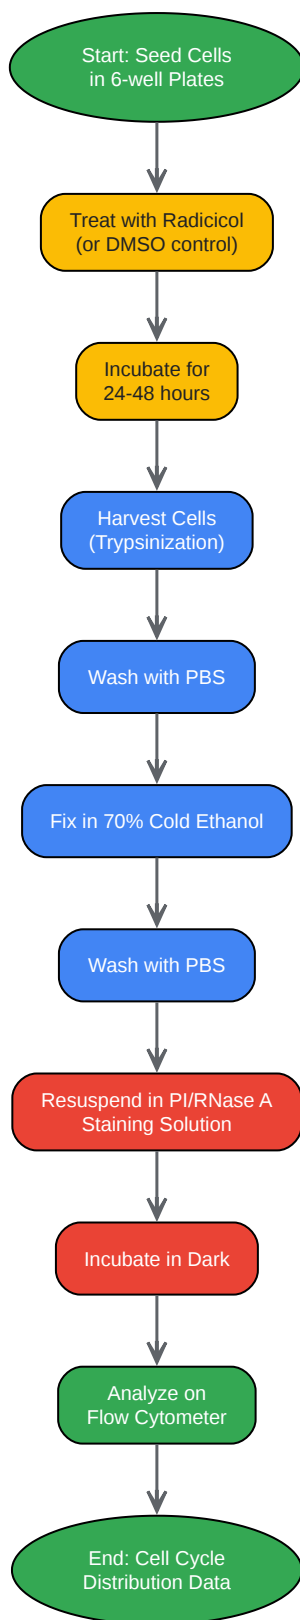 Start: Seed Cells
in 6-well Plates
Treat with Radicicol
(or DMSO control)
Incubate for
24-48 hours
Harvest Cells
(Trypsinization)
Wash with PBS
Fix in 70% Cold Ethanol
Wash with PBS
Resuspend in PI/RNase A
Staining Solution
Incubate in Dark
Analyze on
Flow Cytometer
End: Cell Cycle
Distribution Data